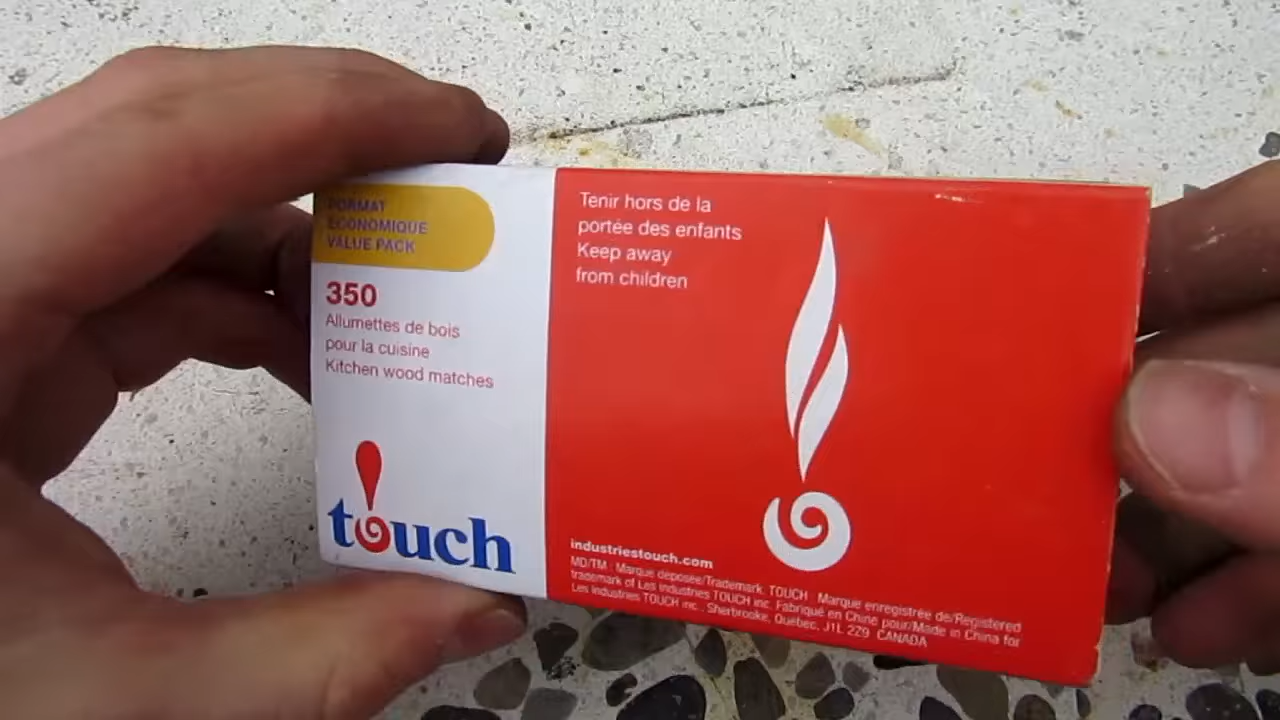 FORMAT
ÉCONOMIQUE
VALUE PACK
350
Allumettes de bois
pour la cuisine
Kitchen wood matches
touch
Tenir hors de la
portée des enfants
Keep away
from children
industriestouch.com
MD/TM : Marque déposée/Trademark. TOUCH : Marque enregistrée de/Registered
trademark of Les Industries TOUCH inc. Fabriqué en Chine pour/Made in China for
Les Industries TOUCH inc., Sherbrooke, Québec, J1L 2Z9 CANADA